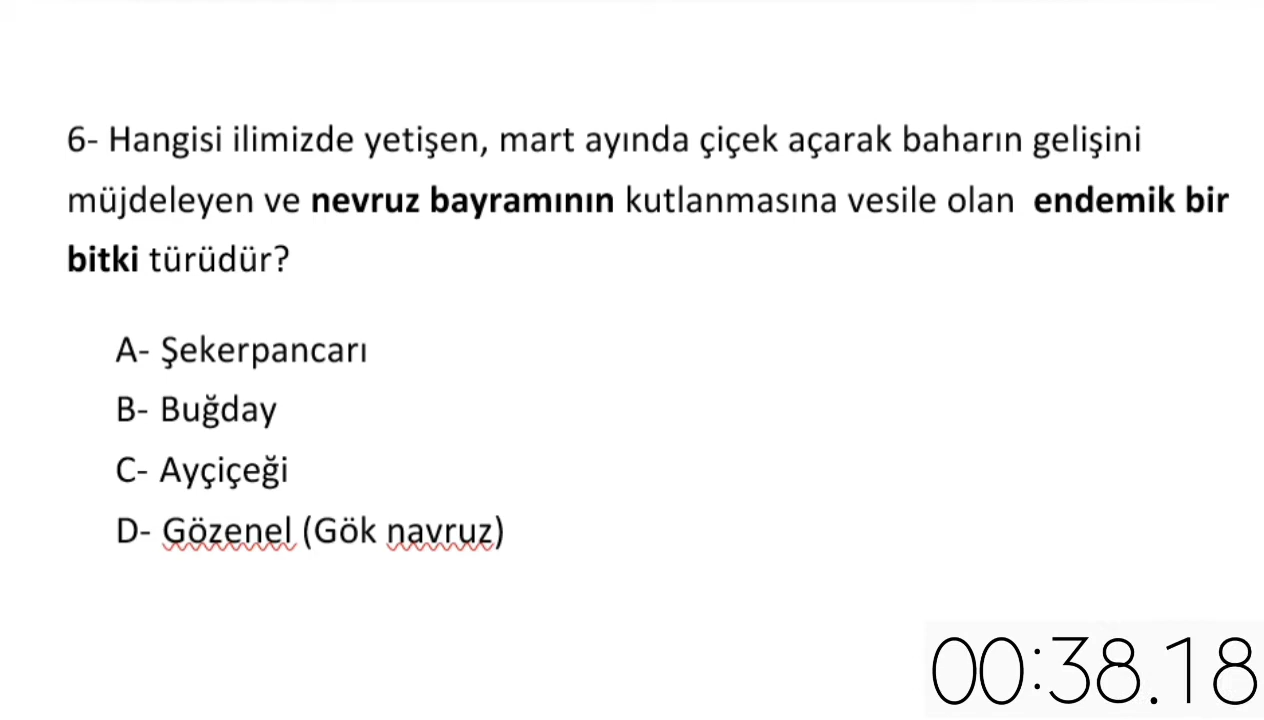 6- Hangisi ilimizde yetişen, mart ayında çiçek açarak baharın gelişini
müjdeleyen ve nevruz bayramının kutlanmasına vesile olan endemik bir
bitki türüdür?
A- Şekerpancarı
B- Buğday
C- Ayçiçeği
D- Gözenel (Gök navruz)
00:38.18